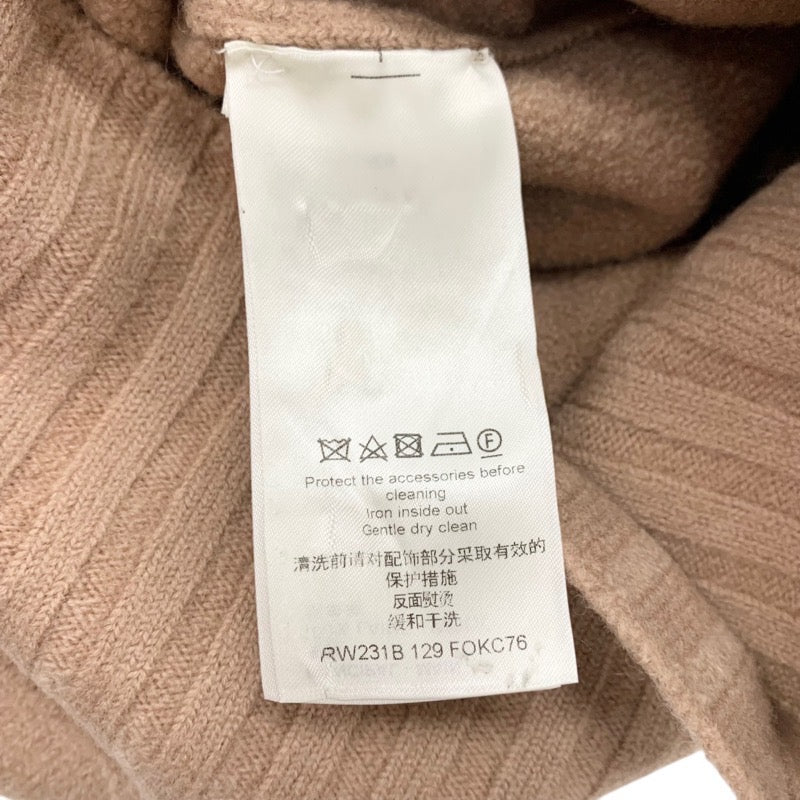 F
Protect the accessories before
cleaning
Iron inside out
Gentle dry clean
清洗前请对配饰部分采取有效的
保护措施
反面熨烫
缓和干洗
RW231B 129 FOKC76